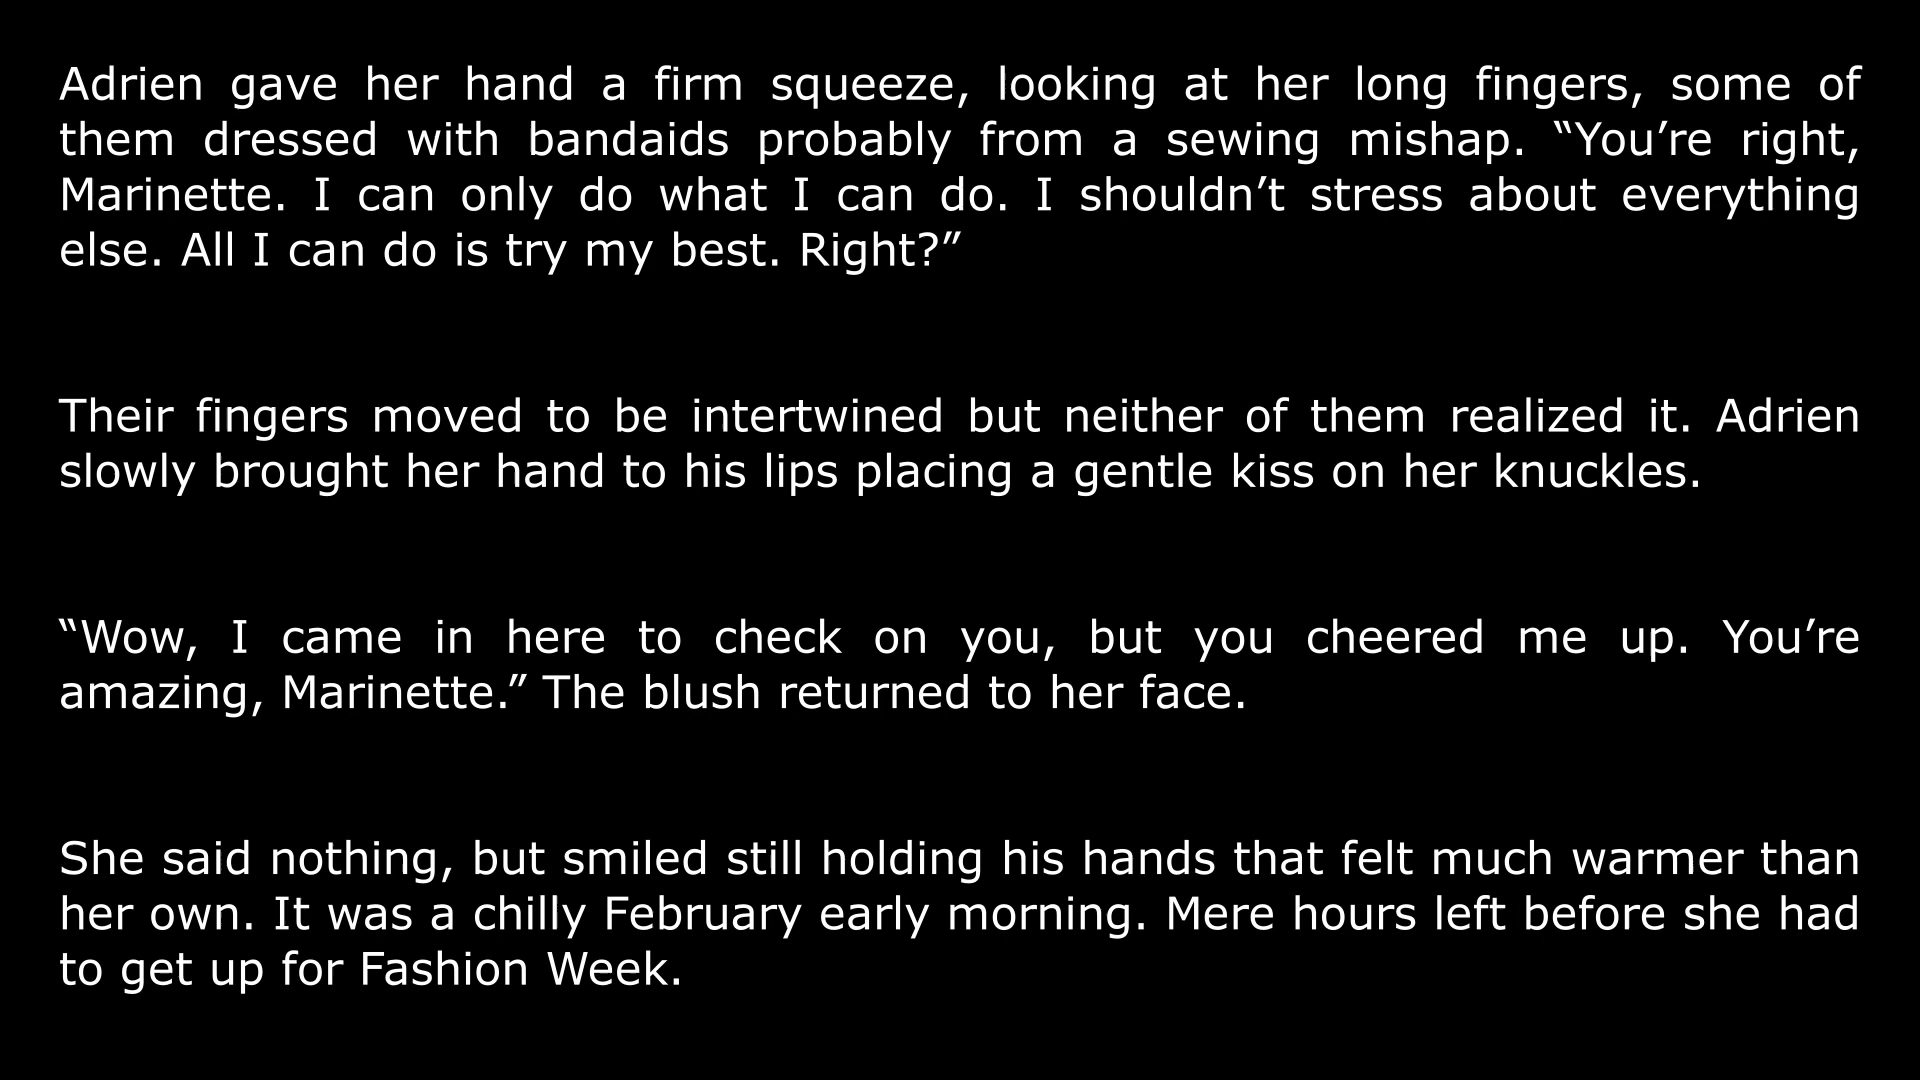 Adrien gave her hand a firm squeeze, looking at her long fingers, some of
them dressed with bandaids probably from a sewing mishap. “You’re right,
Marinette. I can only do what I can do. I shouldn’t stress about everything
else. All I can do is try my best. Right?”
Their fingers moved to be intertwined but neither of them realized it. Adrien
slowly brought her hand to his lips placing a gentle kiss on her knuckles.
“Wow, I came in here to check on you, but you cheered me up. You’re
amazing, Marinette.” The blush returned to her face.
She said nothing, but smiled still holding his hands that felt much warmer than
her own. It was a chilly February early morning. Mere hours left before she had
to get up for Fashion Week.